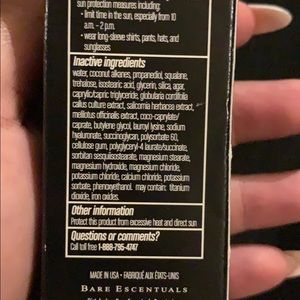 sun protection measures including:
• limit time in the sun, especially from 10
a.m. - 2 p.m.
• wear long-sleeve shirts, pants, hats, and
sunglasses
Inactive ingredients
water, coconut alkanes, propanediol, squalane,
trehalose, isostearic acid, glycerin, silica, agar,
caprylic/capric triglyceride, globularia cordifolia
callus culture extract, salicornia herbacea extract,
melilotus officinalis extract, coco-caprylate/
caprate, butylene glycol, lauroyl lysine, sodium
hyaluronate, succinoglycan, polysorbate 60,
cellulose gum, polyglyceryl-4 laurate/succinate,
sorbitan sesquiisostearate, magnesium stearate,
magnesium hydroxide, magnesium chloride,
potassium chloride, calcium chloride, potassium
sorbate, phenoxyethanol. may contain: titanium
dioxide, iron oxides.
Other information
Protect this product from excessive heat and direct sun
Questions or comments?
Call toll free 1-888-795-4747
MADE IN USA • FABRIQUÉ AUX ÉTATS-UNIS
BARE ESCENTUALS